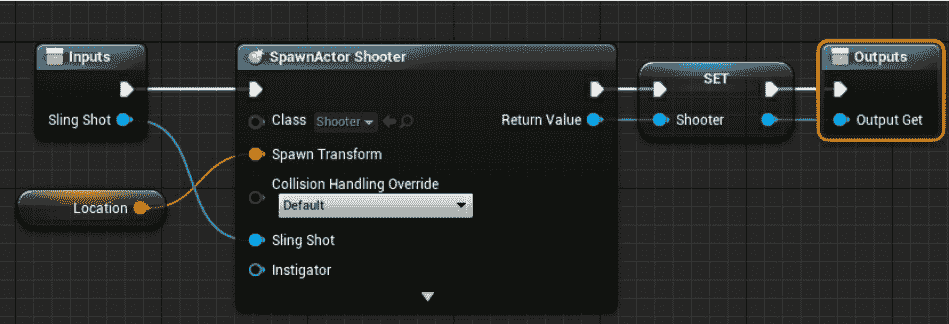 Inputs
Sling Shot
Location
SpawnActor Shooter
Class Shooter
Return Value
Spawn Transform
Collision Handling Override
Default
Sling Shot
Instigator
SET
Shooter
Outputs
Output Get